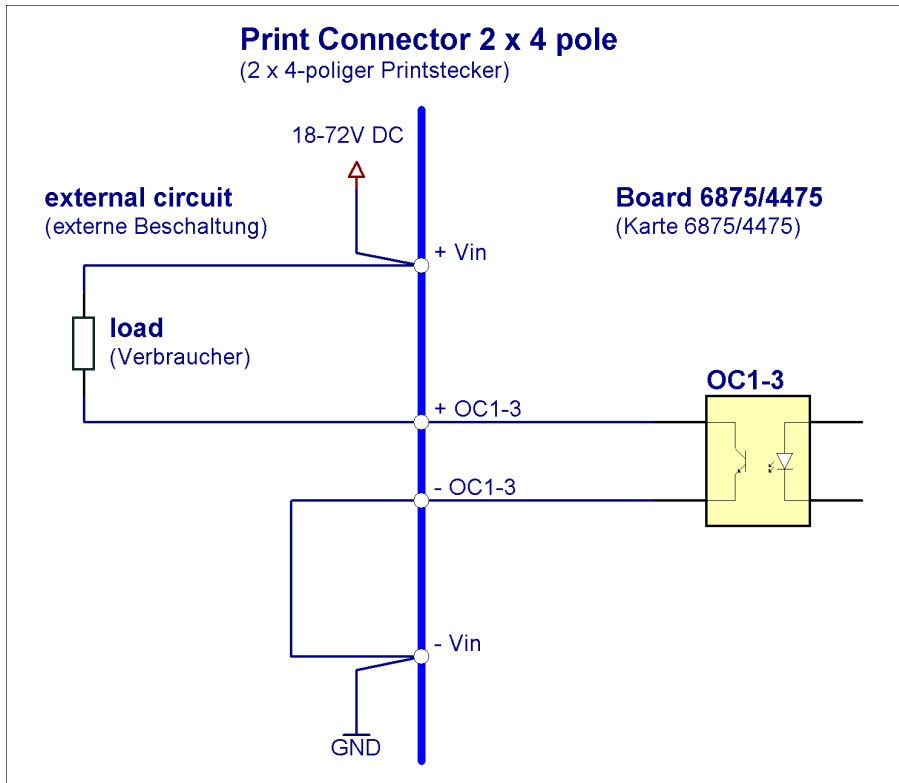 Print Connector 2 x 4 pole
(2 x 4-poliger Printstecker)
18-72V DC
external circuit
(externe Beschaltung)
Board 6875/4475
(Karte 6875/4475)
+ Vin
load
(Verbraucher)
OC1-3
+ OC1-3
- OC1-3
- Vin
GND